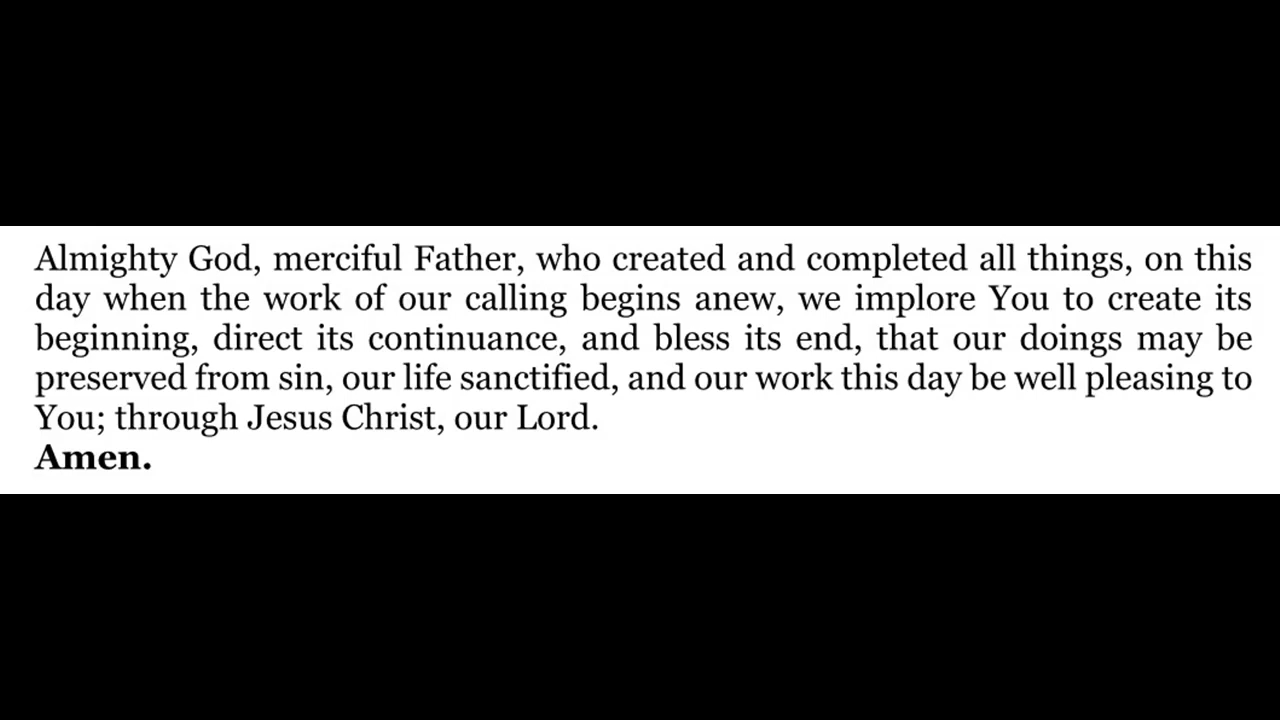 Almighty God, merciful Father, who created and completed all things, on this
day when the work of our calling begins anew, we implore You to create its
beginning, direct its continuance, and bless its end, that our doings may be
preserved from sin, our life sanctified, and our work this day be well pleasing to
You; through Jesus Christ, our Lord.
Amen.